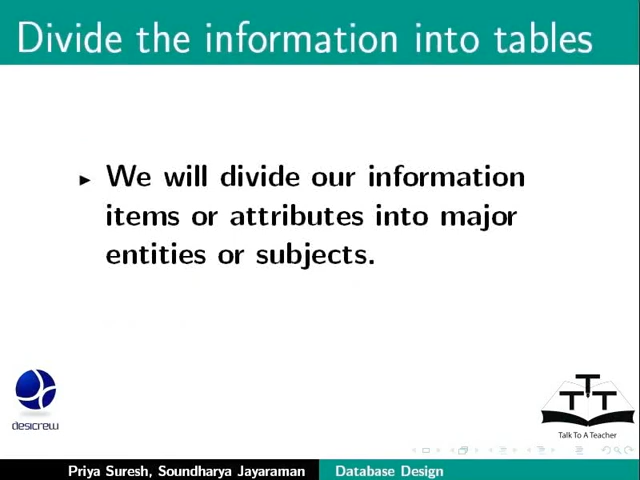 Divide the information into tables
We will divide our information
items or attributes into major
entities or subjects.
desicrew
TTT
Talk To A Teacher
Priya Suresh, Soundharya Jayaraman Database Design